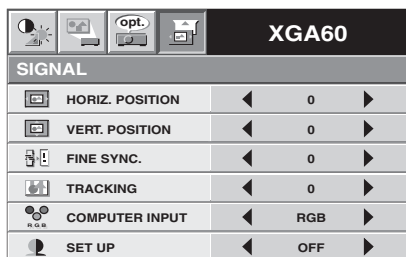 opt.
XGA60
SIGNAL
HORIZ. POSITION 0
VERT. POSITION 0
FINE SYNC. 0
TRACKING 0
R G B
COMPUTER INPUT RGB
SET UP OFF